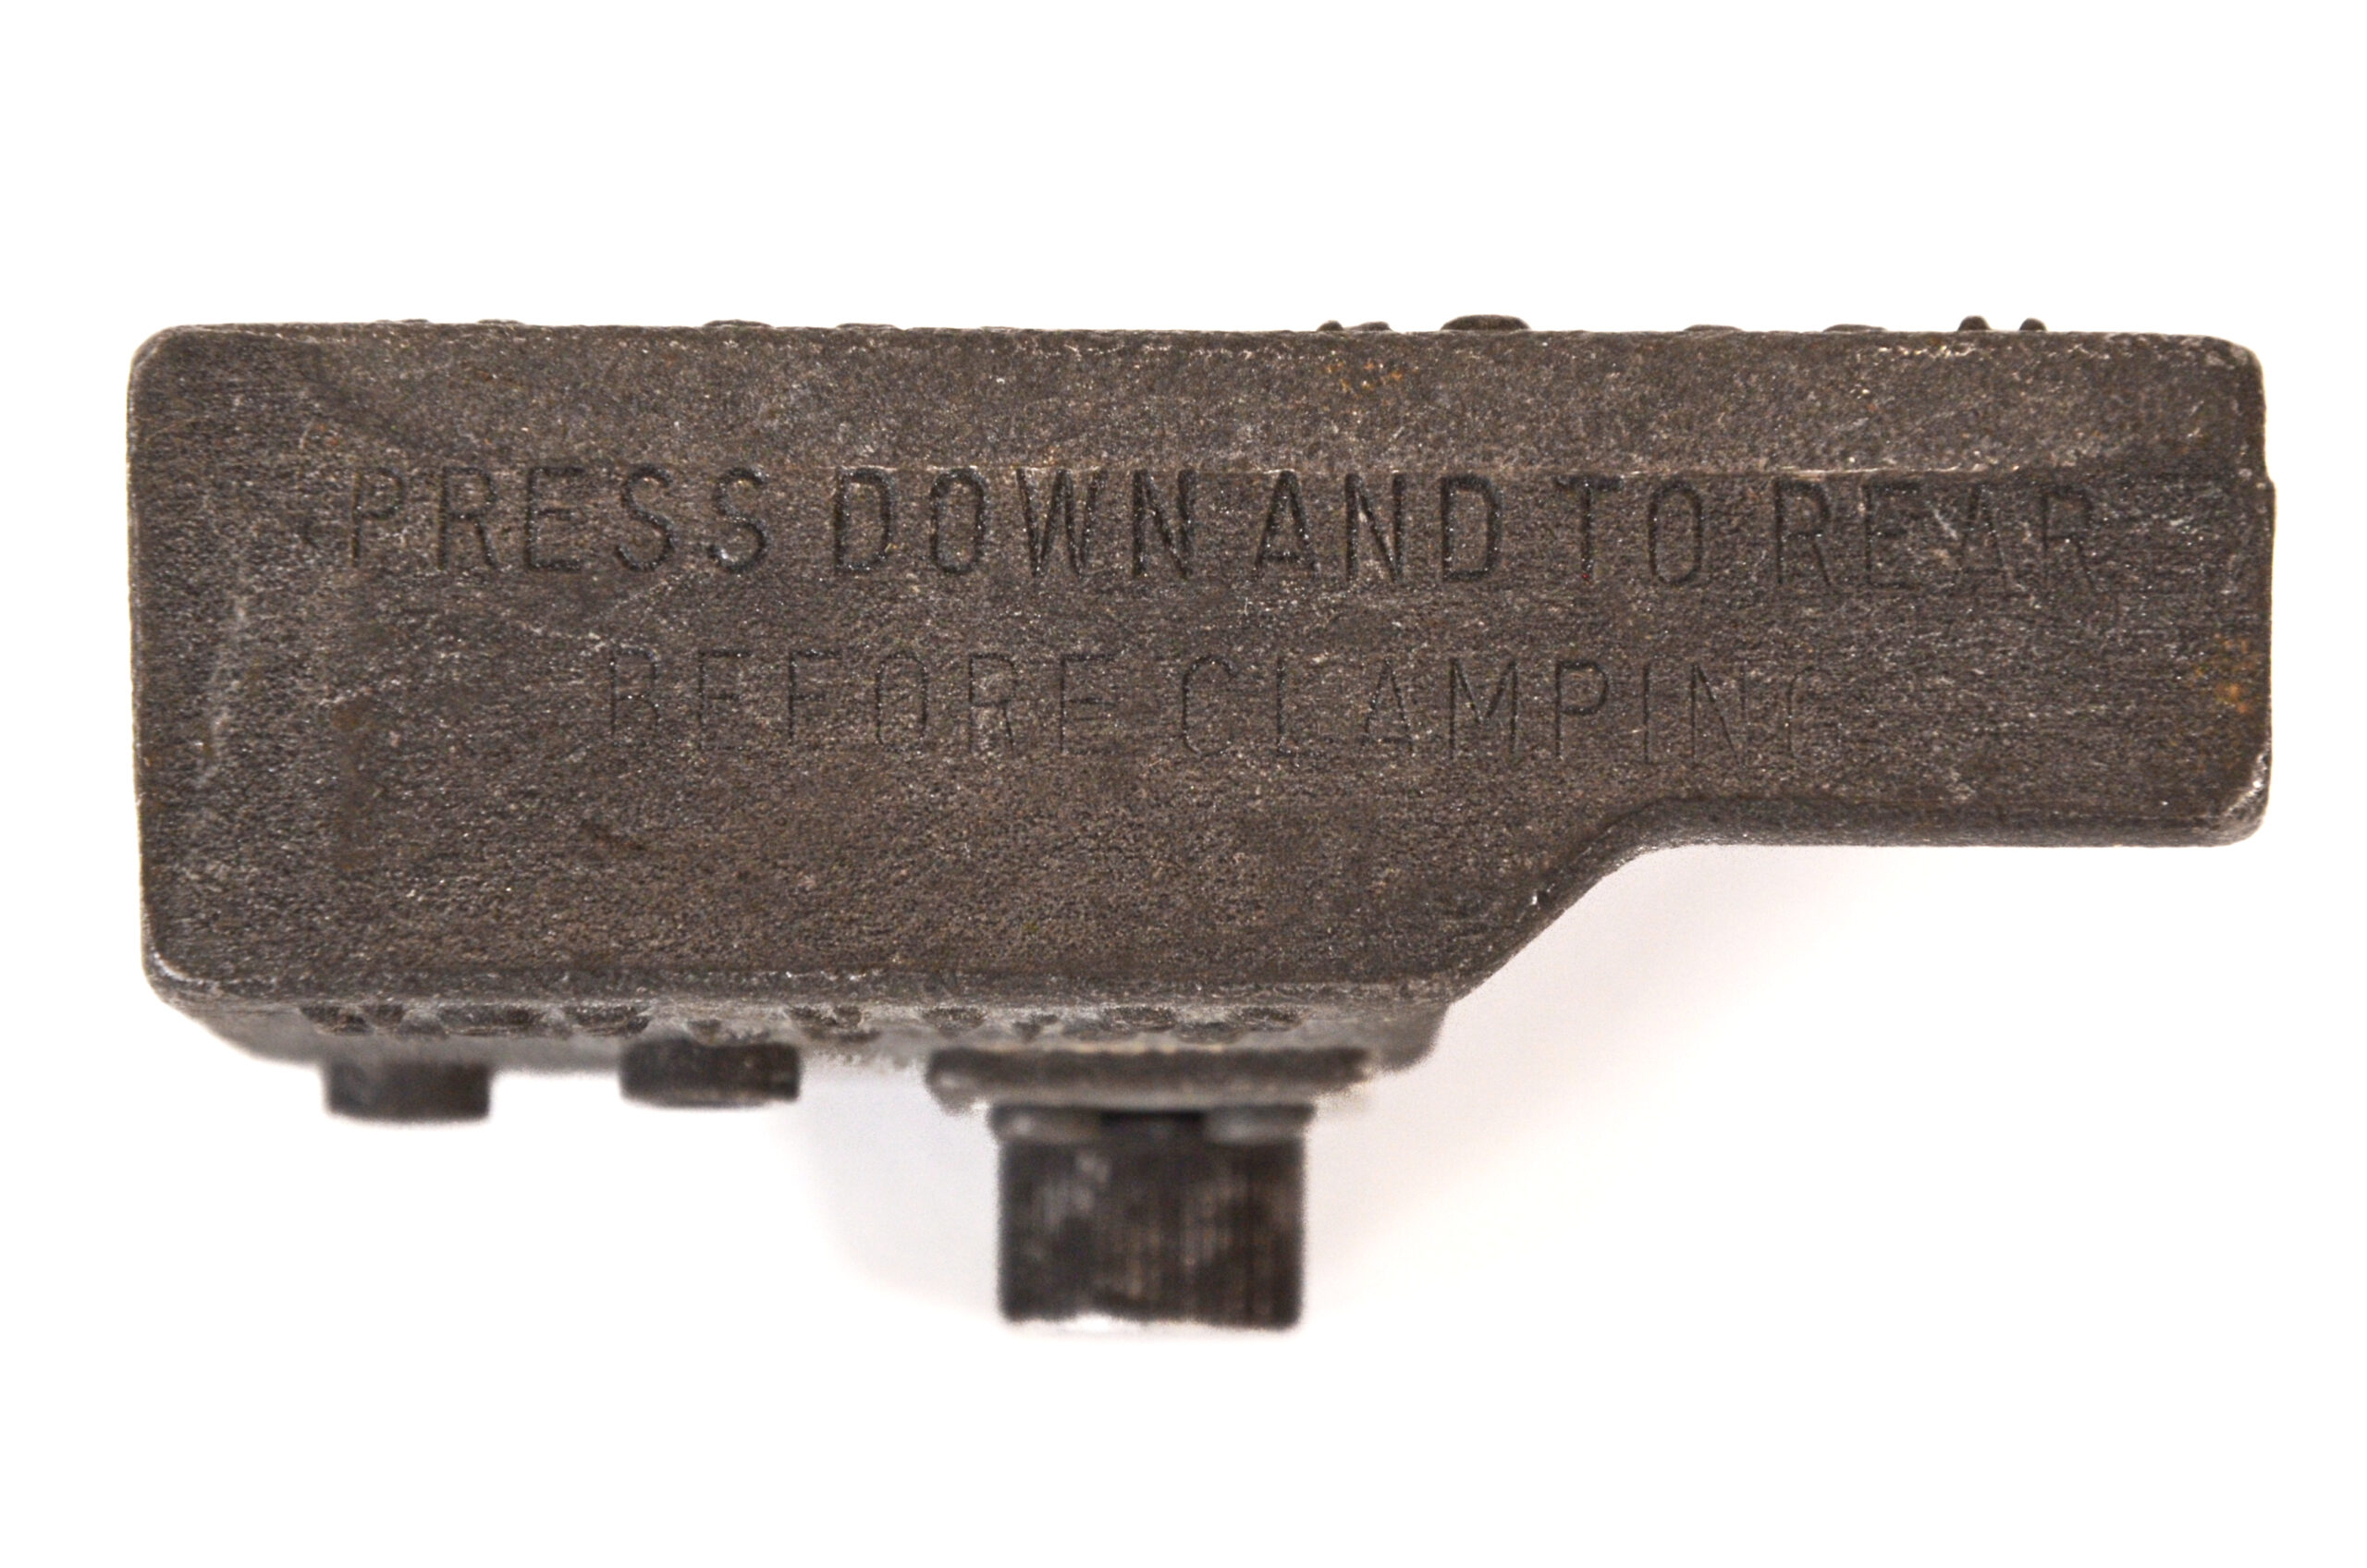 PRESS DOWN AND TO REAR
BEFORE CLAMPING